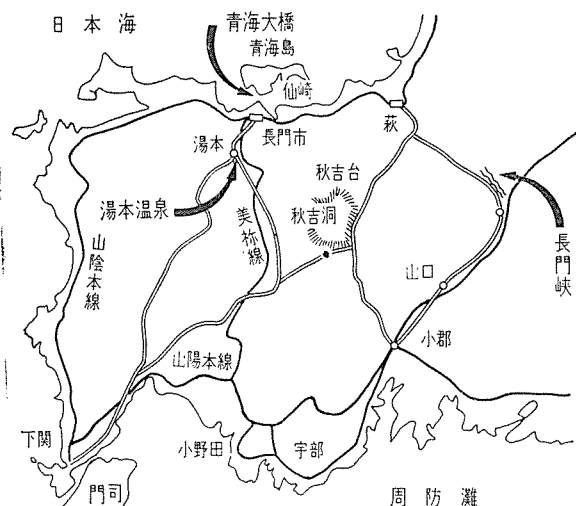 日本海
青海大橋
青海島
仙崎
萩
長門市
湯本
湯本温泉
秋吉台
秋吉洞
美祢線
山陰本線
長門峡
山口
小郡
山陽本線
下関
門司
小野田
宇部
周防灘